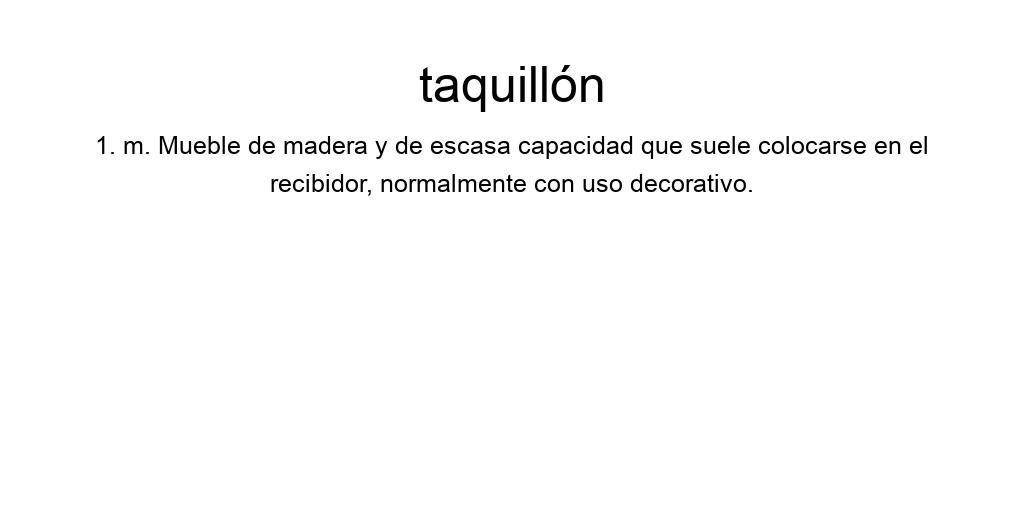 taquillón
1. m. Mueble de madera y de escasa capacidad que suele colocarse en el
recibidor, normalmente con uso decorativo.